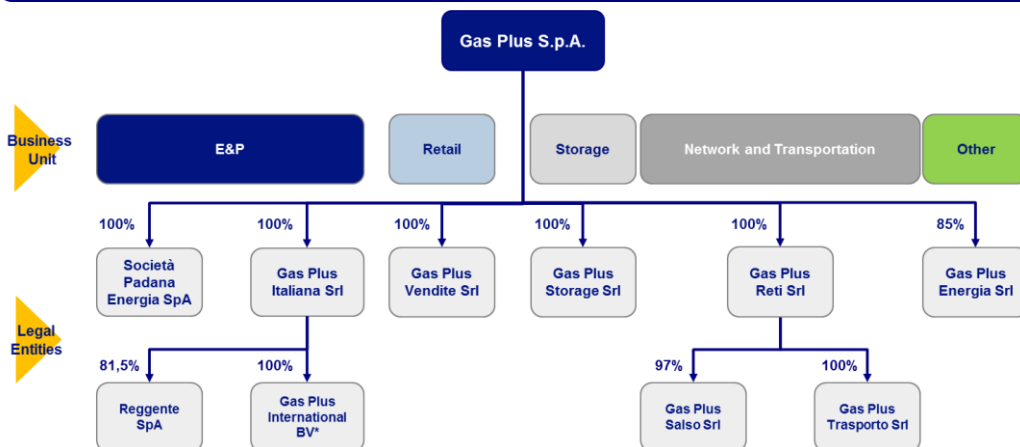 Gas Plus S.p.A.
Business
Unit
E&P
Retail
Storage
Network and Transportation
Other
100%
100%
100%
100%
100%
85%
Società
Padana
Energia SpA
Gas Plus
Italiana Srl
Gas Plus
Vendite Srl
Gas Plus
Storage Srl
Gas Plus
Reti Srl
Gas Plus
Energia Srl
Legal
Entities
81,5%
100%
97%
100%
Reggente
SpA
Gas Plus
International
BV*
Gas Plus
Salso Srl
Gas Plus
Trasporto Srl